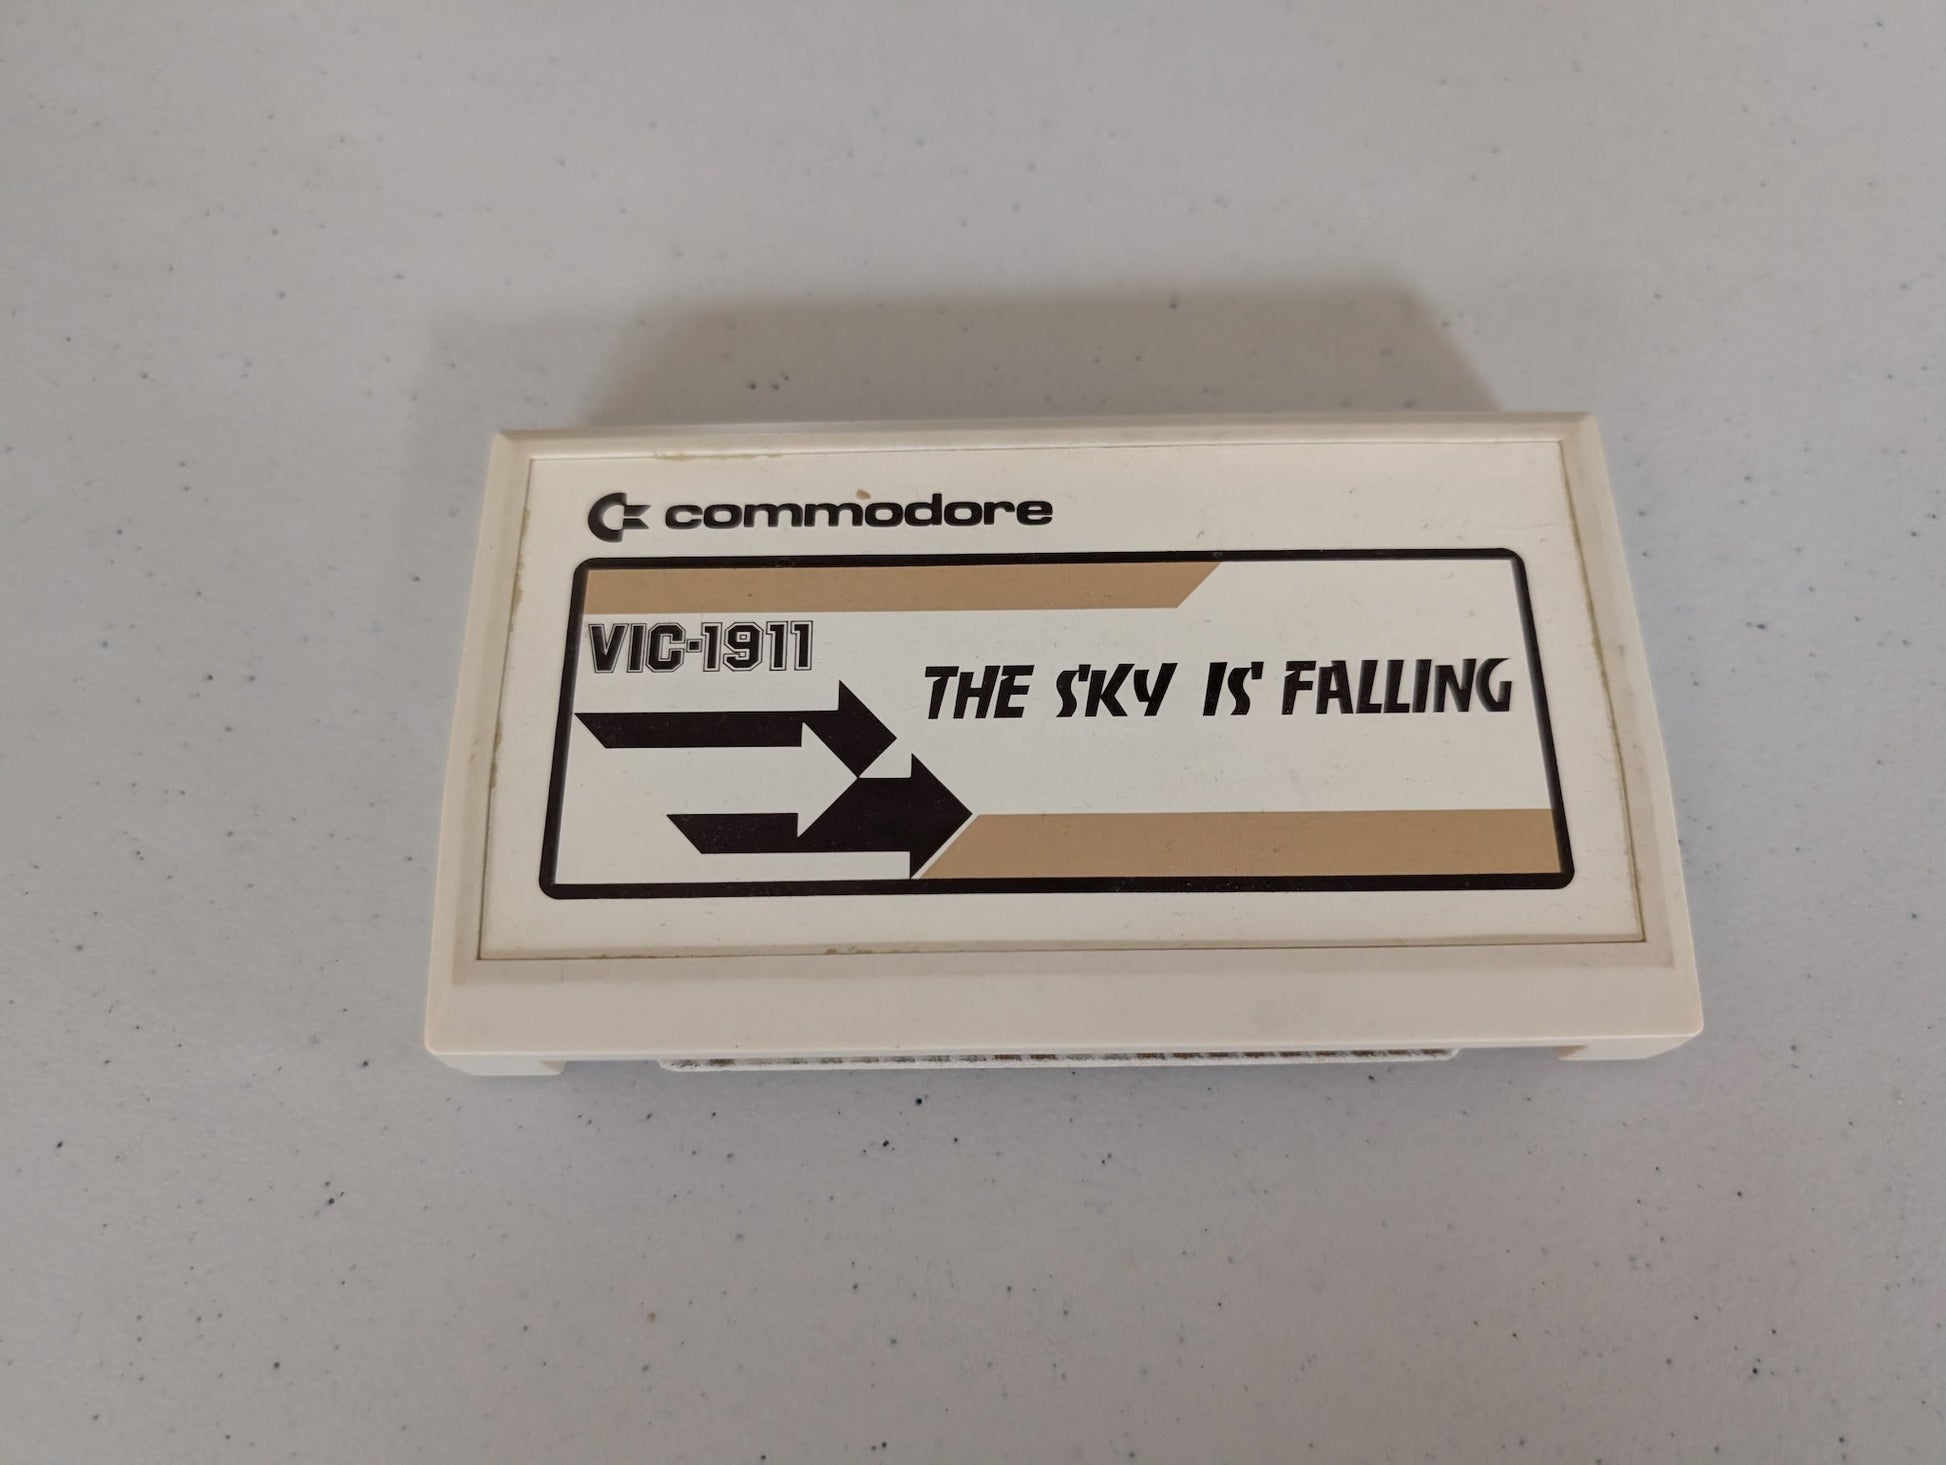 commodore
VIC-1911
THE SKY IS FALLING